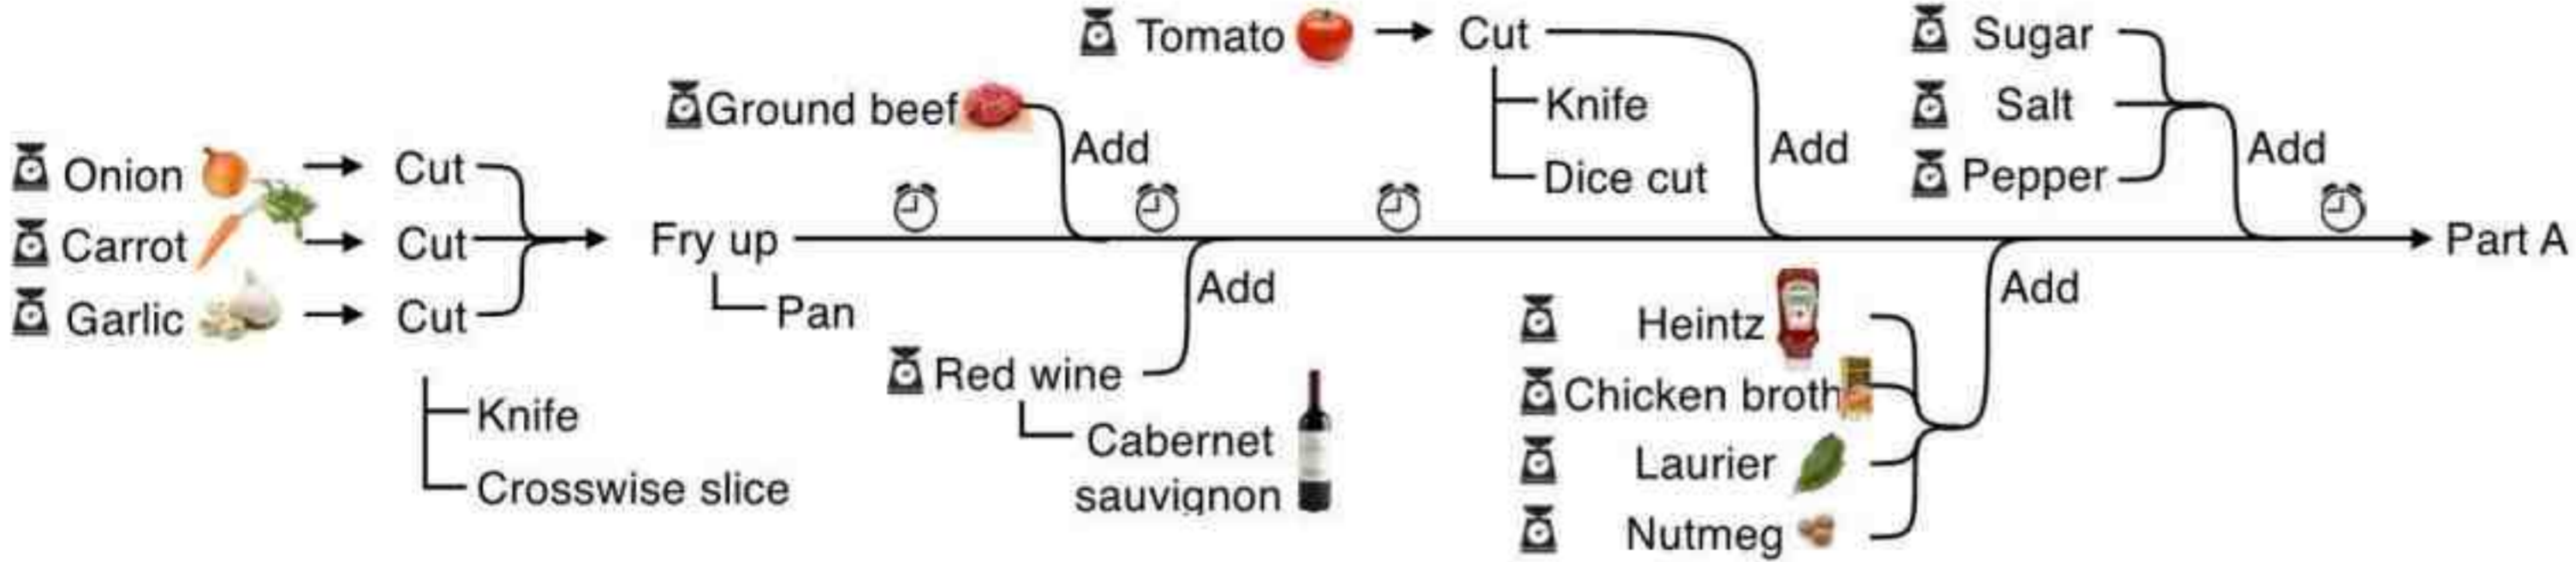 Tomato
Cut
Sugar
Ground beef
Knife
Salt
Add
Add
Add
Onion
Cut
Dice cut
Pepper
Carrot
Cut
Fry up
Part A
Garlic
Cut
Pan
Add
Add
Heintz
Red wine
Chicken broth
Knife
Cabernet
sauvignon
Laurier
Crosswise slice
Nutmeg